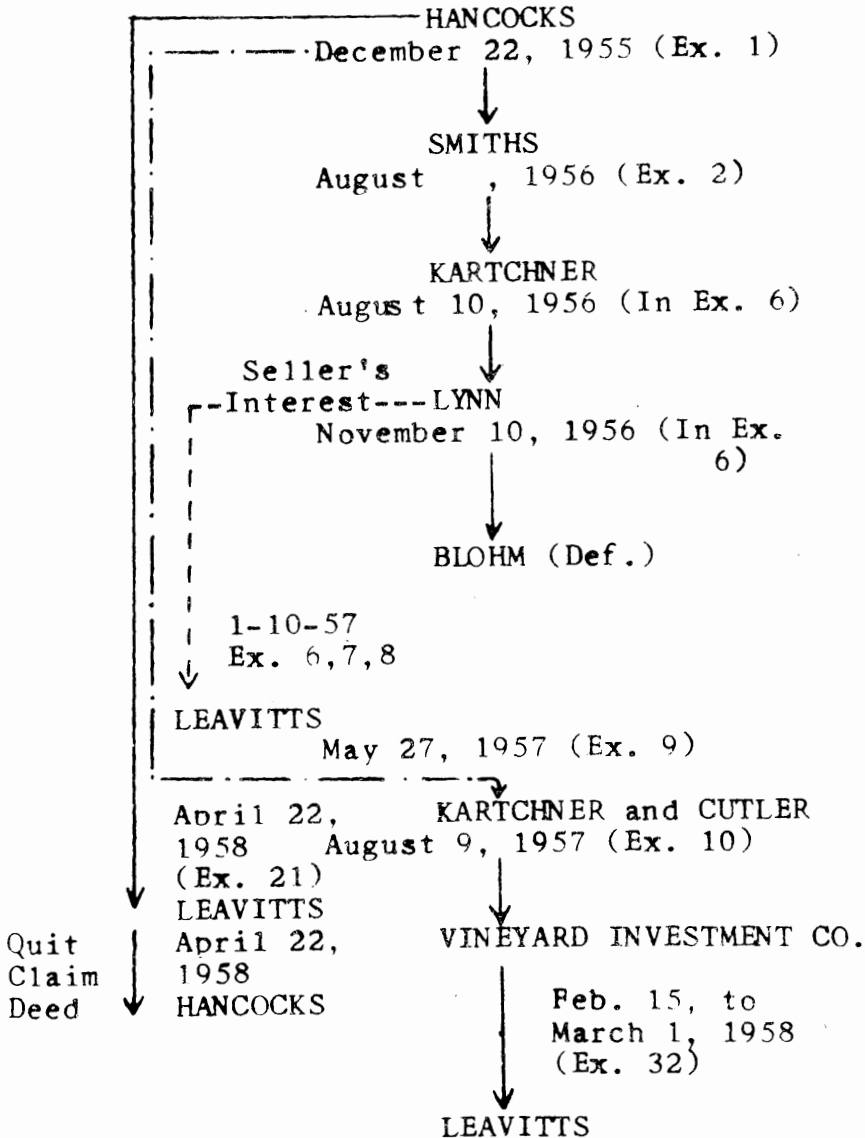 HANCOCKS
December 22, 1955 (Ex. 1)
SMITHS
August , 1956 (Ex. 2)
KARTCHNER
August 10, 1956 (In Ex. 6)
Seller's
Interest---LYNN
November 10, 1956 (In Ex.
6)
BLOHM (Def.)
1-10-57
Ex. 6,7,8
LEAVITTS
May 27, 1957 (Ex. 9)
KARTCHNER and CUTLER
August 9, 1957 (Ex. 10)
April 22,
1958
(Ex. 21)
LEAVITTS
Quit
Claim
Deed
April 22,
1958
HANCOCKS
VINEYARD INVESTMENT CO.
Feb. 15, to
March 1, 1958
(Ex. 32)
LEAVITTS